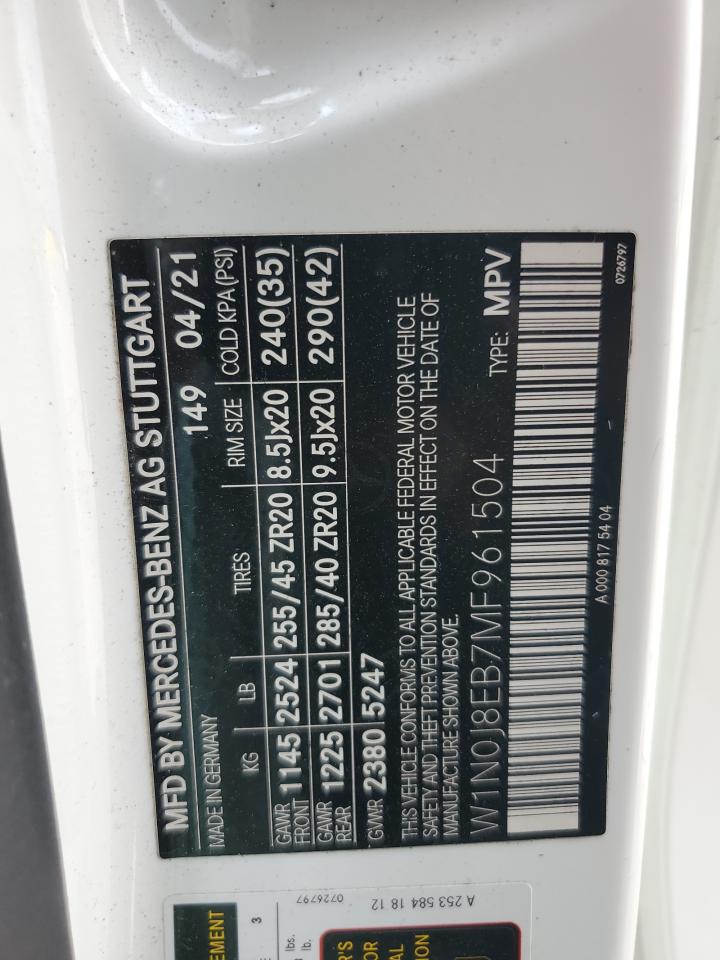 MFD BY MERCEDES-BENZ AG STUTTGART
MADE IN GERMANY 149 04/21
KG LB TIRES RIM SIZE COLD KPA (PSI)
GAWR FRONT 1145 2524 255/45 ZR20 8.5Jx20 240(35)
GAWR REAR 1225 2701 285/40 ZR20 9.5Jx20 290(42)
GVWR 2380 5247
THIS VEHICLE CONFORMS TO ALL APPLICABLE FEDERAL MOTOR VEHICLE
SAFETY AND THEFT PREVENTION STANDARDS IN EFFECT ON THE DATE OF
MANUFACTURE SHOWN ABOVE.
W1N0J8EB7MF961504 TYPE: MPV
A 000 817 54 04 0726797
A 253 584 18 12 0726797
EMENT
3
lbs.
lb.
R'S
OR
AL
ION